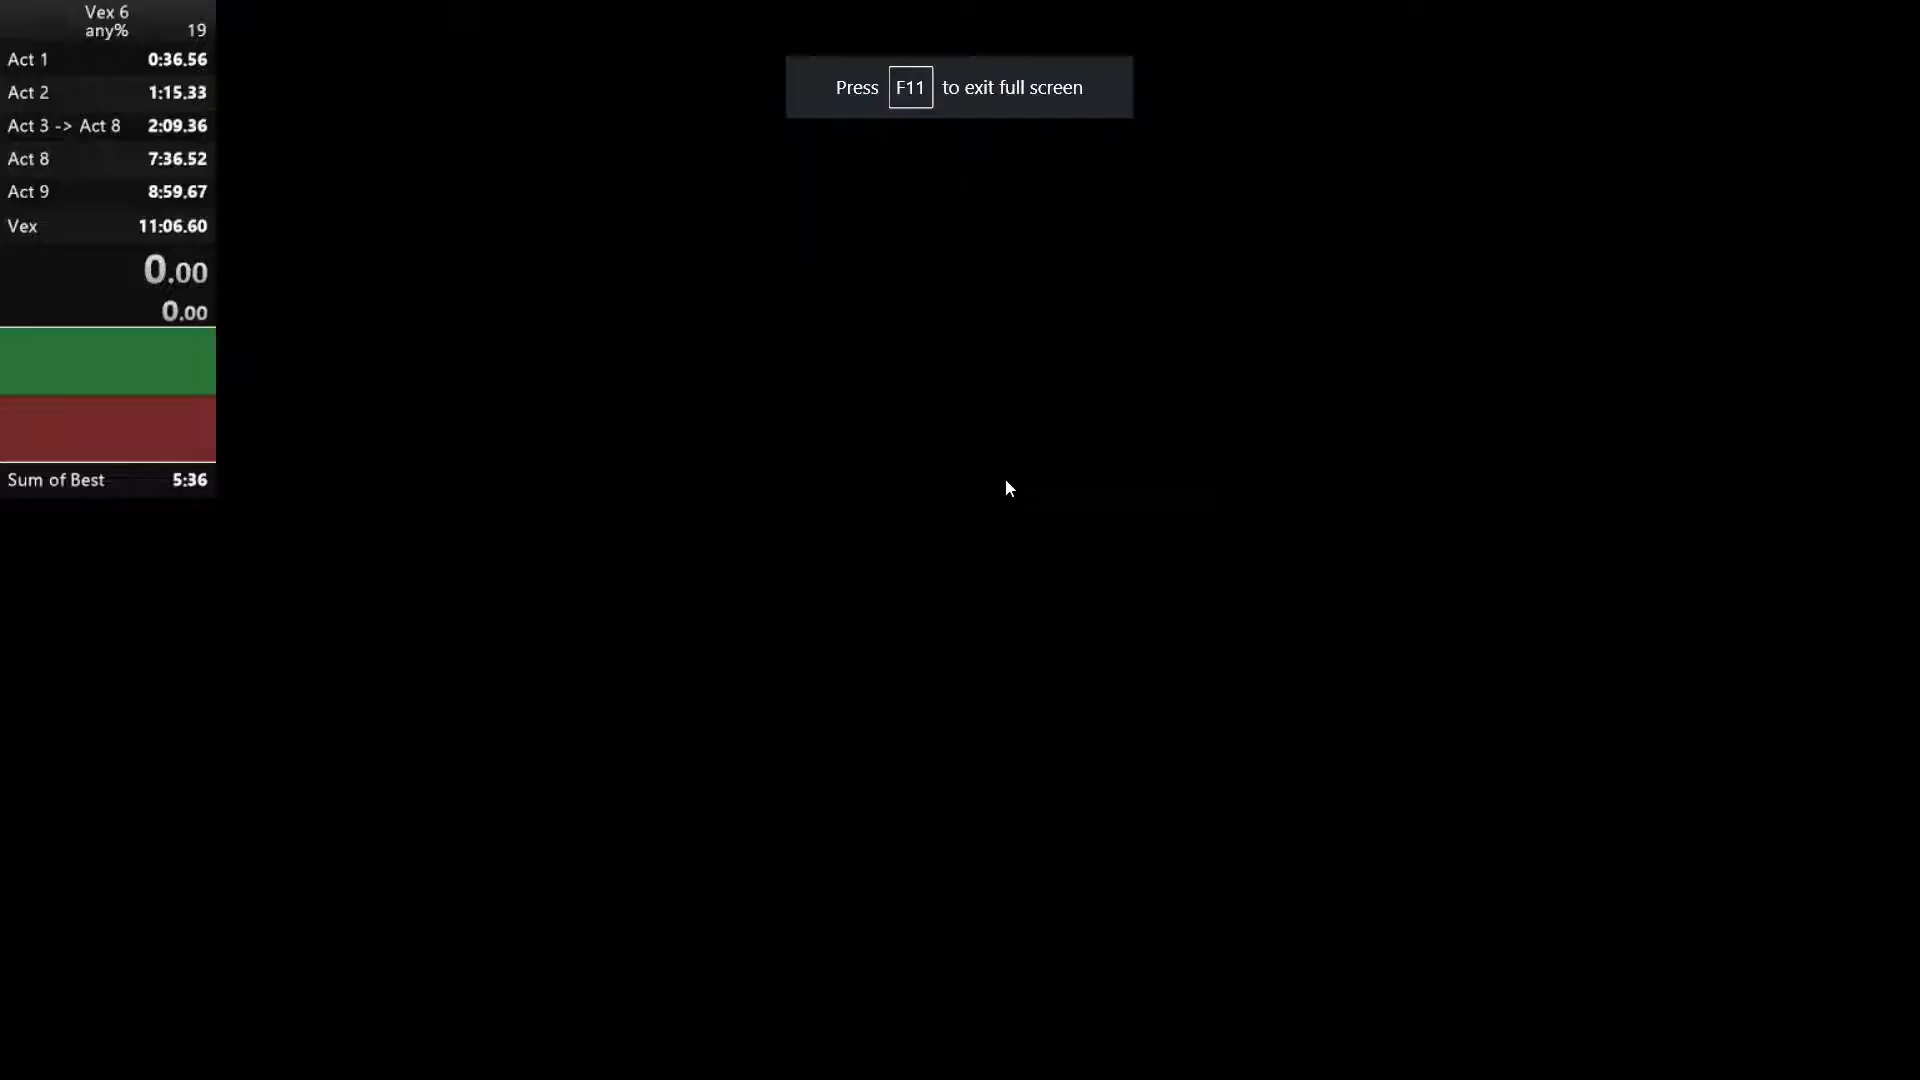 Vex 6
any% 19
Act 1 0:36.56
Act 2 1:15.33
Act 3 -> Act 8 2:09.36
Act 8 7:36.52
Act 9 8:59.67
Vex 11:06.60
0.00
0.00
Sum of Best 5:36
Press F11 to exit full screen